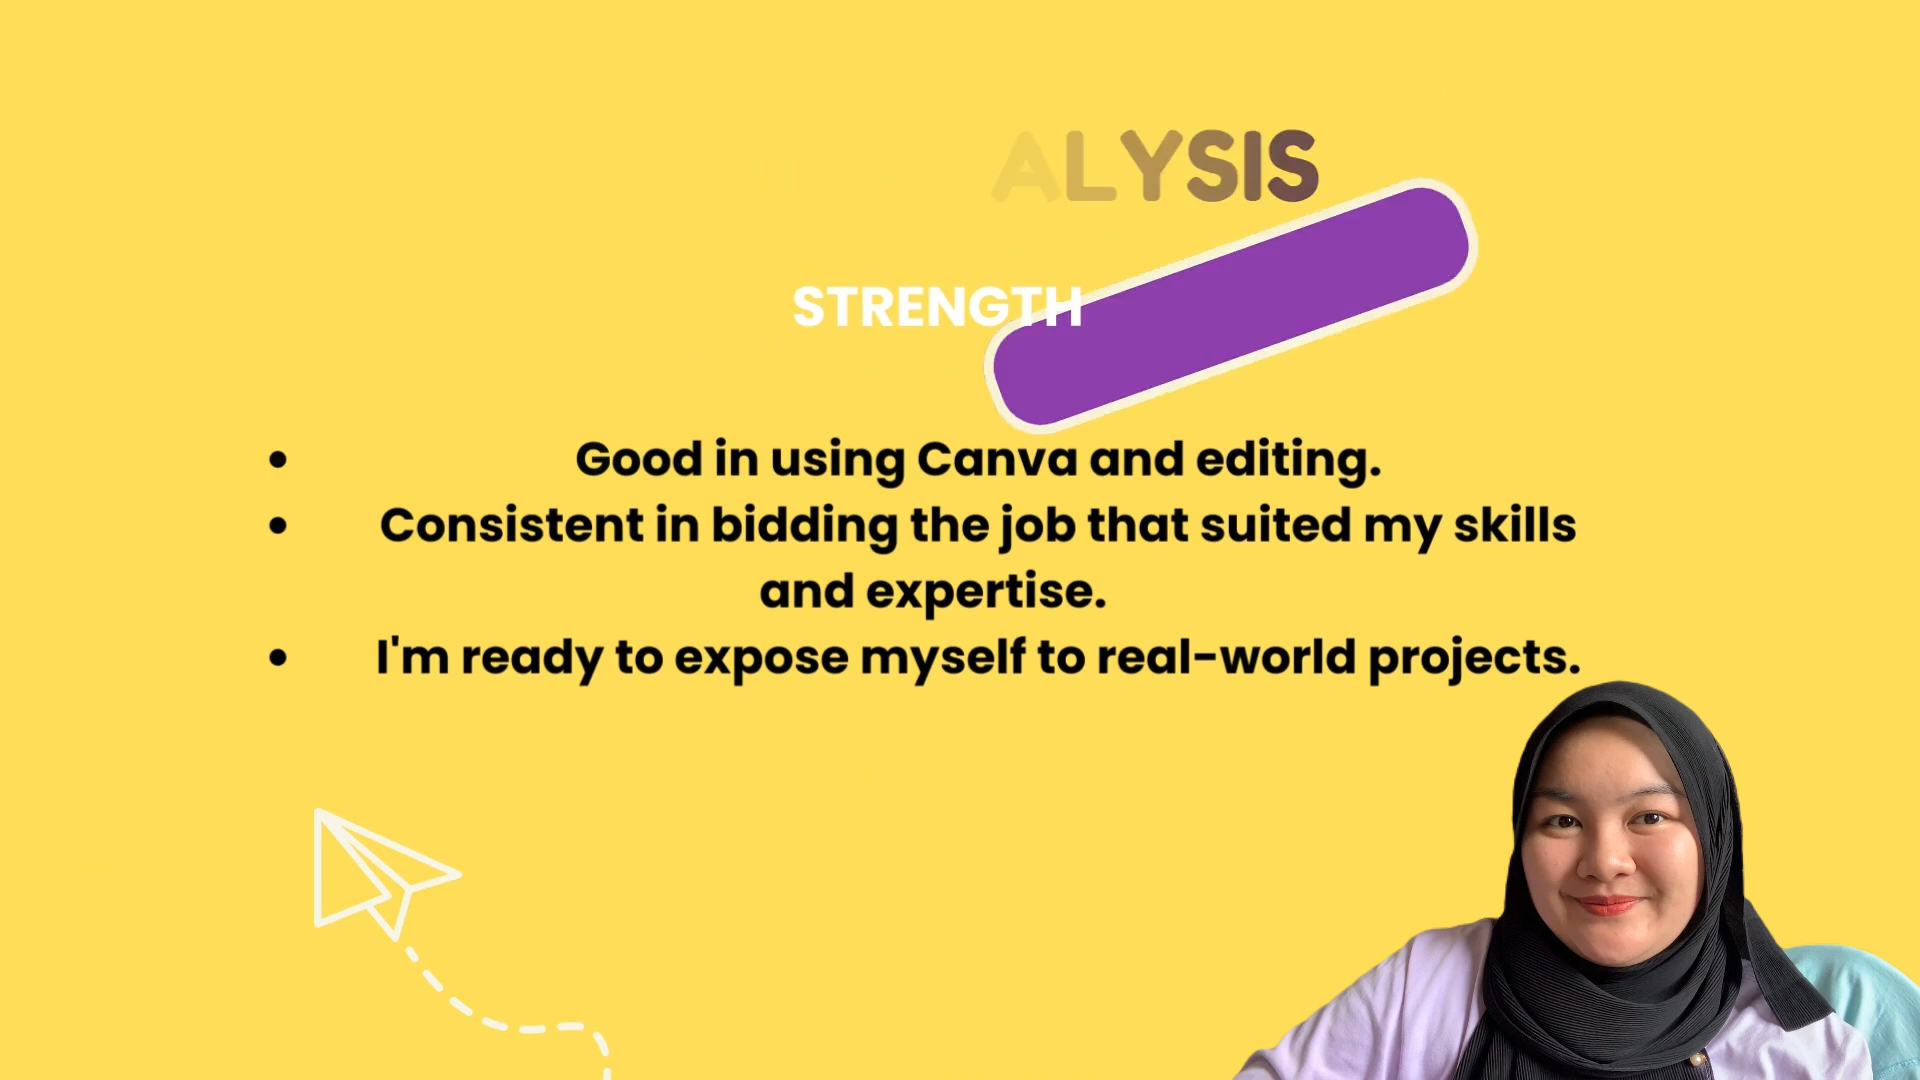 ALYSIS
STRENGTH
• Good in using Canva and editing.
• Consistent in bidding the job that suited my skills
and expertise.
• I'm ready to expose myself to real-world projects.